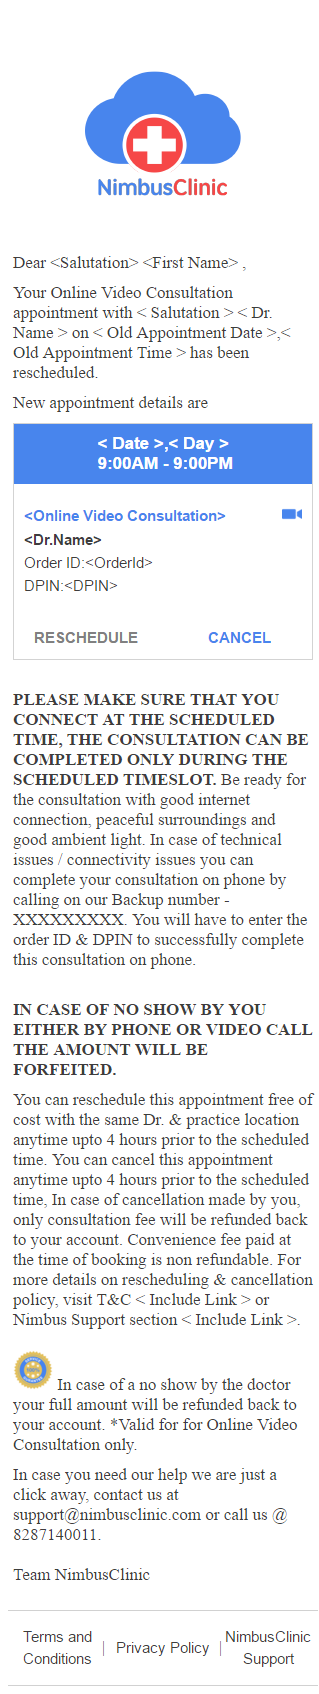 NimbusClinic
Dear <Salutation> <First Name> ,
Your Online Video Consultation
appointment with < Salutation > < Dr.
Name > on < Old Appointment Date >,<
Old Appointment Time > has been
rescheduled.
New appointment details are
< Date >,< Day >
9:00AM - 9:00PM
<Online Video Consultation>
<Dr.Name>
Order ID:<OrderId>
DPIN:<DPIN>
RESCHEDULE CANCEL
PLEASE MAKE SURE THAT YOU
CONNECT AT THE SCHEDULED
TIME, THE CONSULTATION CAN BE
COMPLETED ONLY DURING THE
SCHEDULED TIMESLOT. Be ready for
the consultation with good internet
connection, peaceful surroundings and
good ambient light. In case of technical
issues / connectivity issues you can
complete your consultation on phone by
calling on our Backup number -
XXXXXXXXX. You will have to enter the
order ID & DPIN to successfully complete
this consultation on phone.
IN CASE OF NO SHOW BY YOU
EITHER BY PHONE OR VIDEO CALL
THE AMOUNT WILL BE
FORFEITED.
You can reschedule this appointment free of
cost with the same Dr. & practice location
anytime upto 4 hours prior to the scheduled
time. You can cancel this appointment
anytime upto 4 hours prior to the scheduled
time, In case of cancellation made by you,
only consultation fee will be refunded back
to your account. Convenience fee paid at
the time of booking is non refundable. For
more details on rescheduling & cancellation
policy, visit T&C < Include Link > or
Nimbus Support section < Include Link >.
In case of a no show by the doctor
your full amount will be refunded back to
your account. *Valid for for Online Video
Consultation only.
In case you need our help we are just a
click away, contact us at
support@nimbusclinic.com or call us @
8287140011.
Team NimbusClinic
Terms and
Conditions | Privacy Policy | NimbusClinic
Support